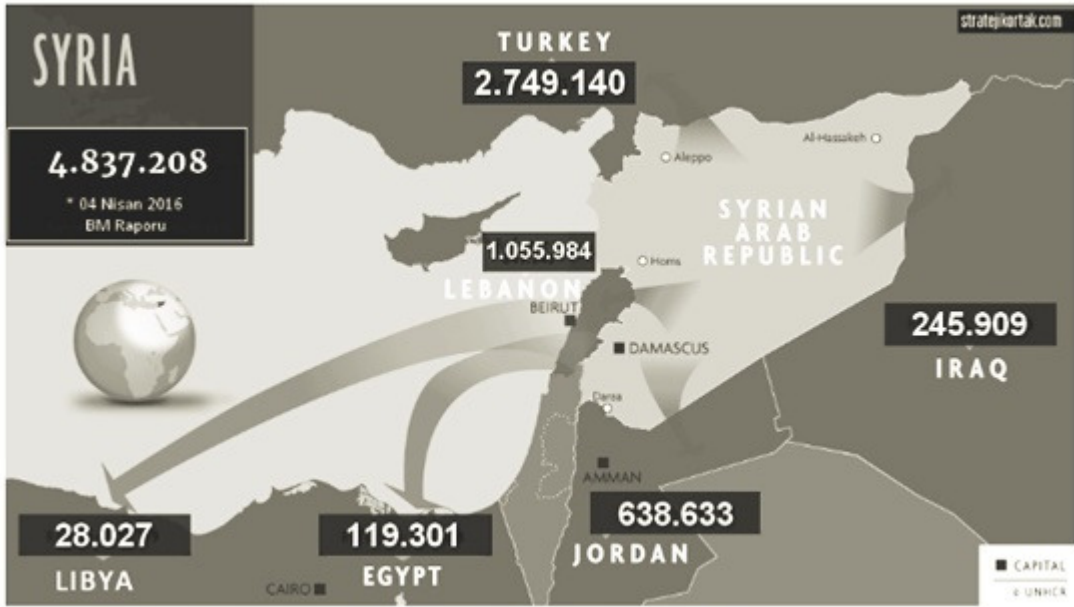 stratejikortak.com
SYRIA
TURKEY
2.749.140
4.837.208
* 04 Nisan 2016
BM Raporu
Al-Hassakeh
Aleppo
SYRIAN
ARAB
REPUBLIC
1.055.984
Homs
LEBANON
BEIRUT
245.909
DAMASCUS
IRAQ
Daraa
AMMAN
28.027
119.301
638.633
JORDAN
LIBYA
EGYPT
CAIRO
CAPITAL
© UNHCR